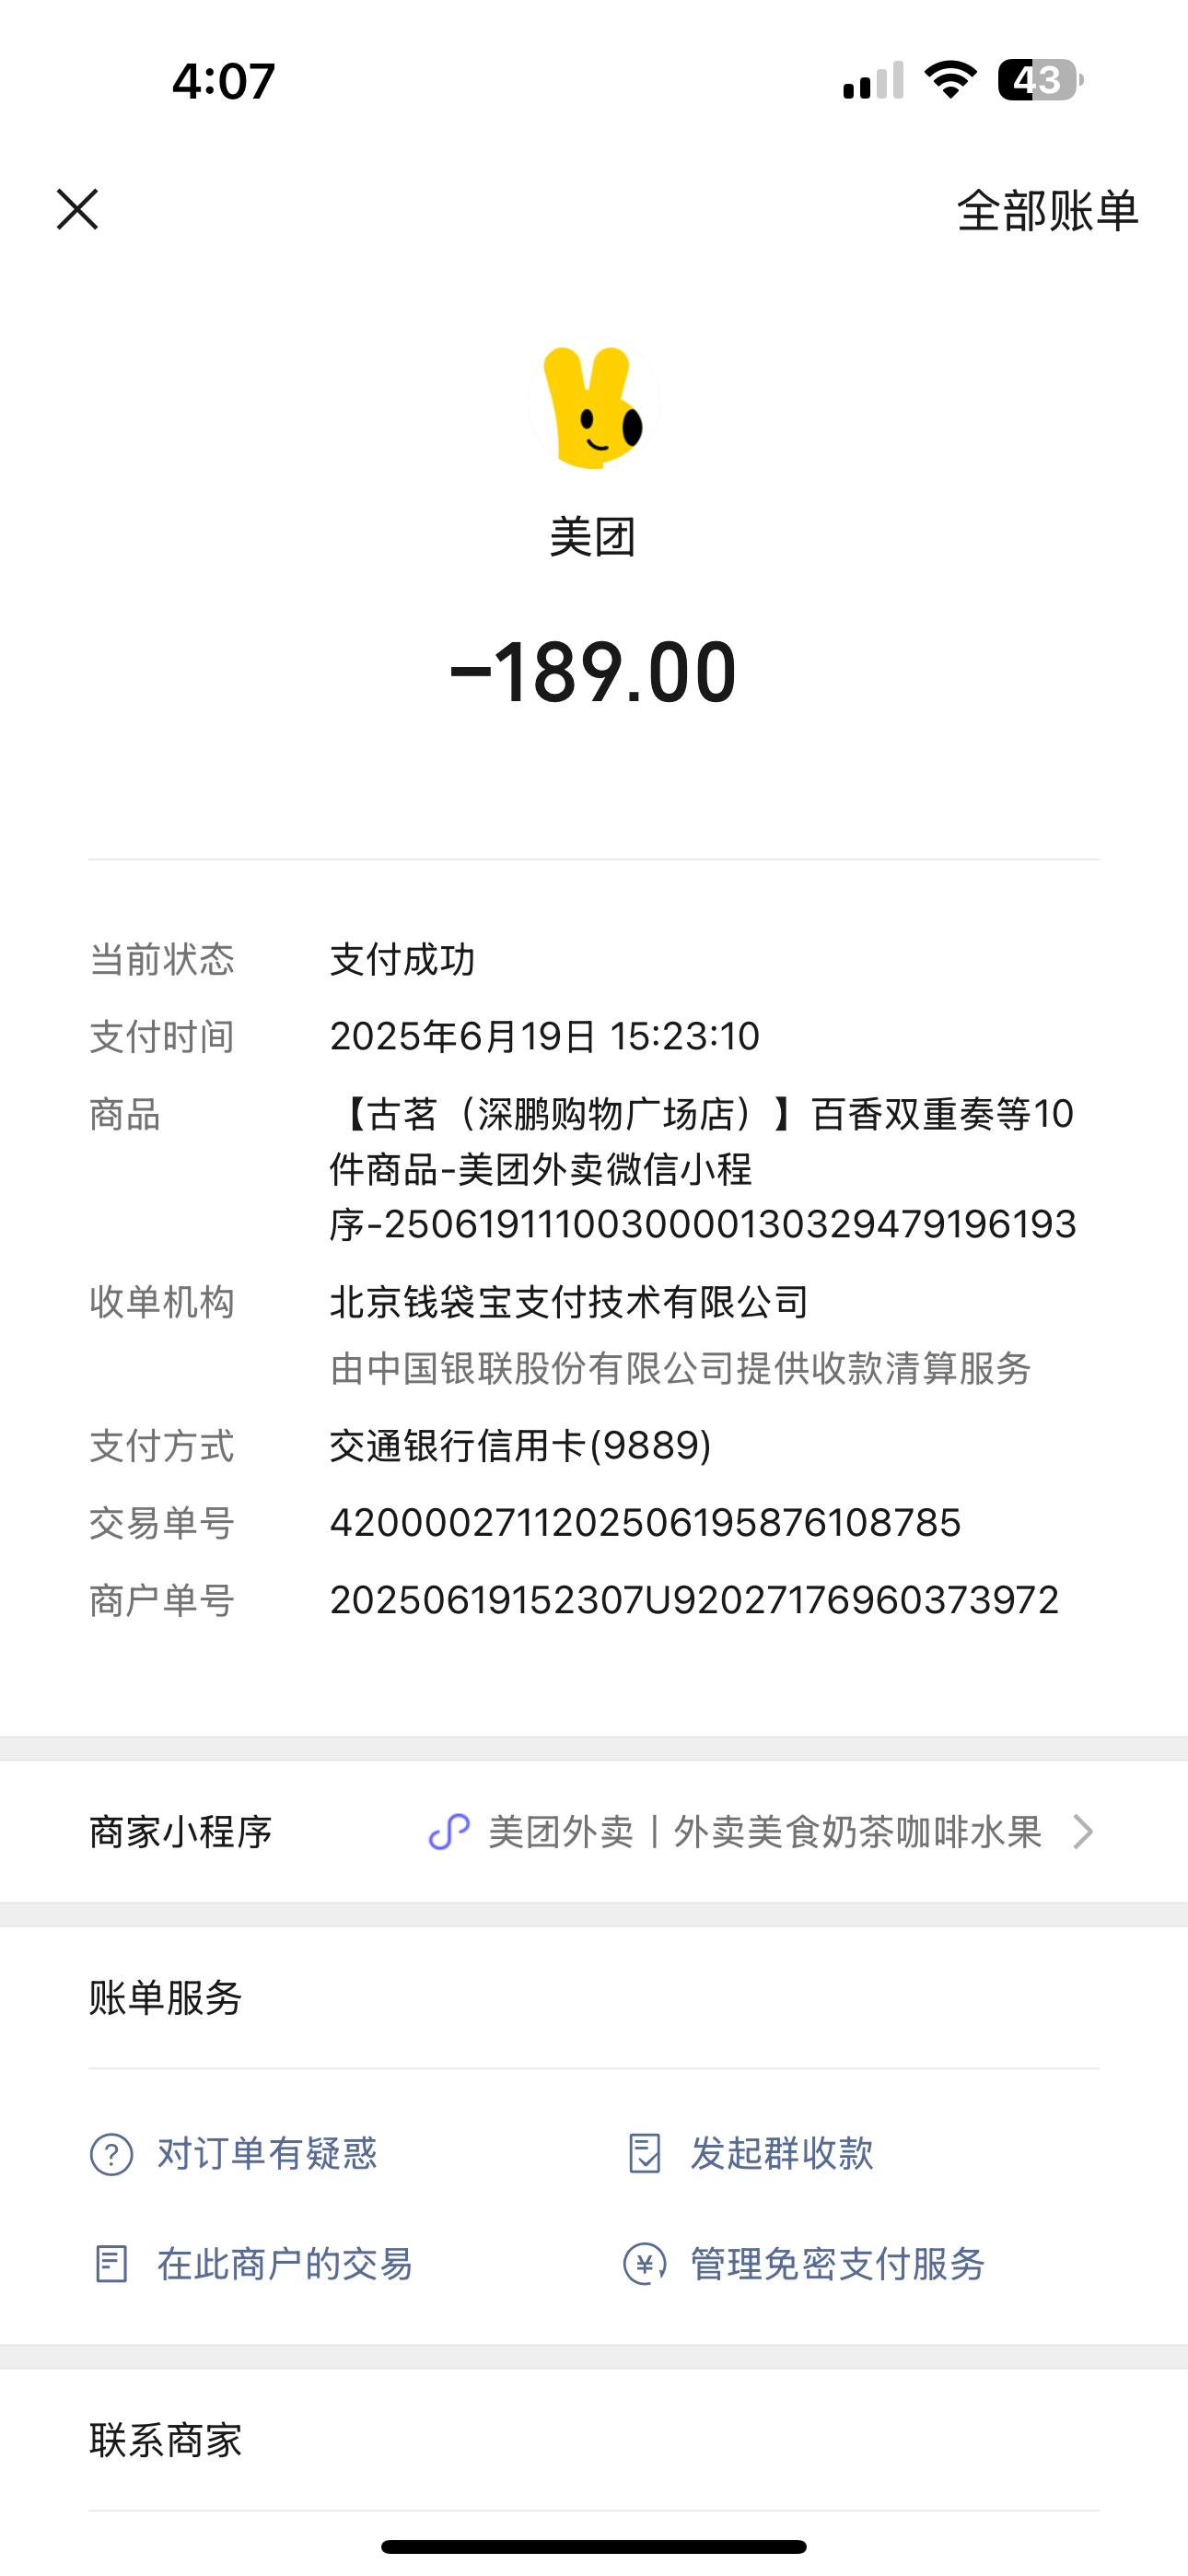 4:07
43
全部账单
美团
-189.00
当前状态 支付成功
支付时间 2025年6月19日 15:23:10
商品 【古茗（深鹏购物广场店）】百香双重奏等10
件商品-美团外卖微信小程
序-25061911100300001303294791961​93
收单机构 北京钱袋宝支付技术有限公司
由中国银联股份有限公司提供收款清算服务
支付方式 交通银行信用卡(9889)
交易单号 4200002711202506195876108785
商户单号 20250619152307U920271769603739​72
商家小程序 美团外卖丨外卖美食奶茶咖啡水果
账单服务
对订单有疑惑 发起群收款
在此商户的交易 管理免密支付服务
联系商家